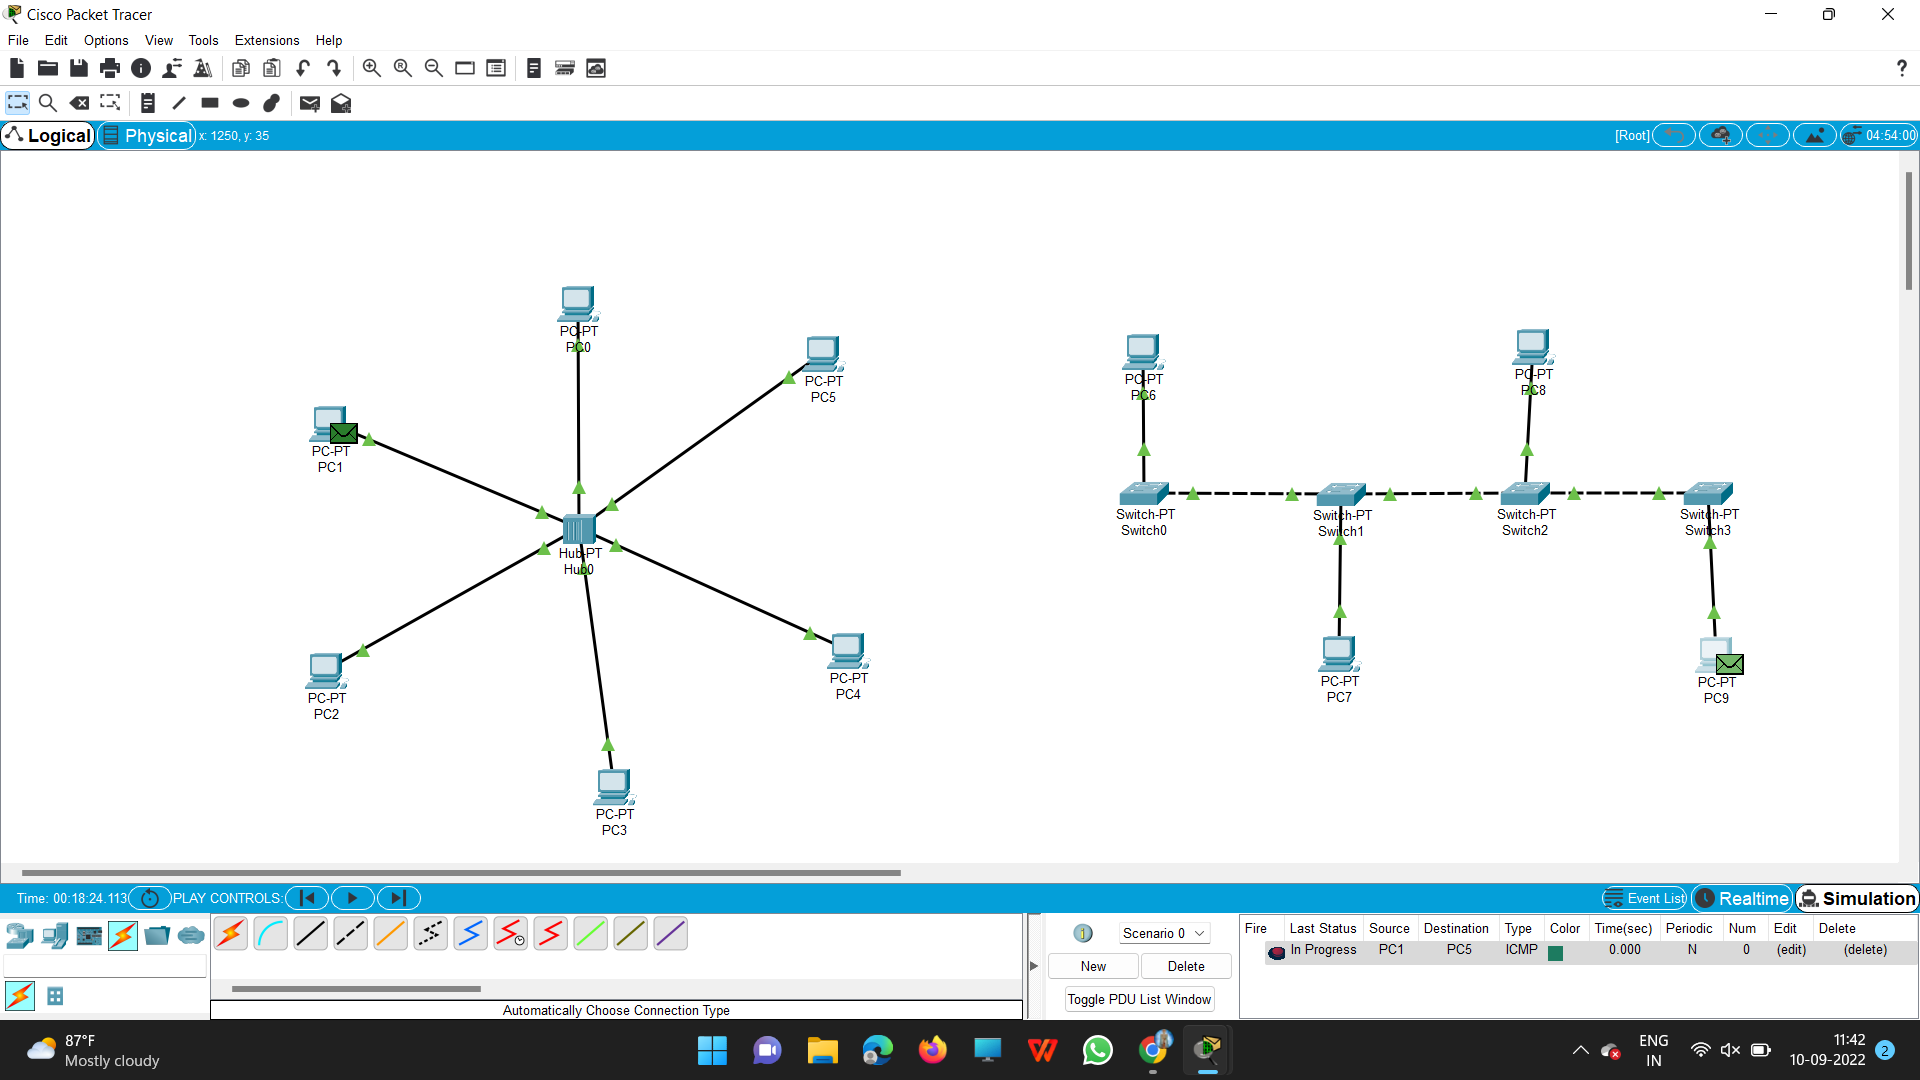 Cisco Packet Tracer
File Edit Options View Tools Extensions Help
Logical Physical x: 1250, y: 35 [Root] 04:54:00
PC-PT
PC0
PC-PT
PC5
PC-PT
PC1
Hub-PT
Hub0
PC-PT
PC2
PC-PT
PC4
PC-PT
PC3
PC-PT
PC6
PC-PT
PC8
Switch-PT
Switch0
Switch-PT
Switch1
Switch-PT
Switch2
Switch-PT
Switch3
PC-PT
PC7
PC-PT
PC9
Time: 00:18:24.113 PLAY CONTROLS: Event List Realtime Simulation
Scenario 0
New Delete
Toggle PDU List Window
Fire Last Status Source Destination Type Color Time(sec) Periodic Num Edit Delete
In Progress PC1 PC5 ICMP 0.000 N 0 (edit) (delete)
Automatically Choose Connection Type
87°F
Mostly cloudy
ENG
IN
11:42
10-09-2022
2